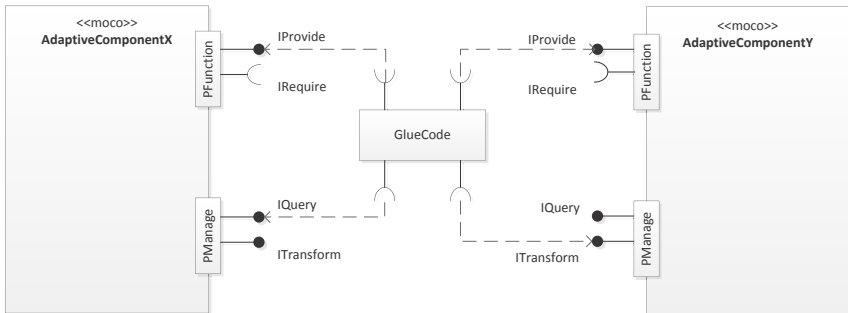 <<moco>>
AdaptiveComponentX
PFunction
IProvide
IRequire
PManage
IQuery
ITransform
GlueCode
<<moco>>
AdaptiveComponentY
IProvide
IRequire
PFunction
IQuery
ITransform
PManage